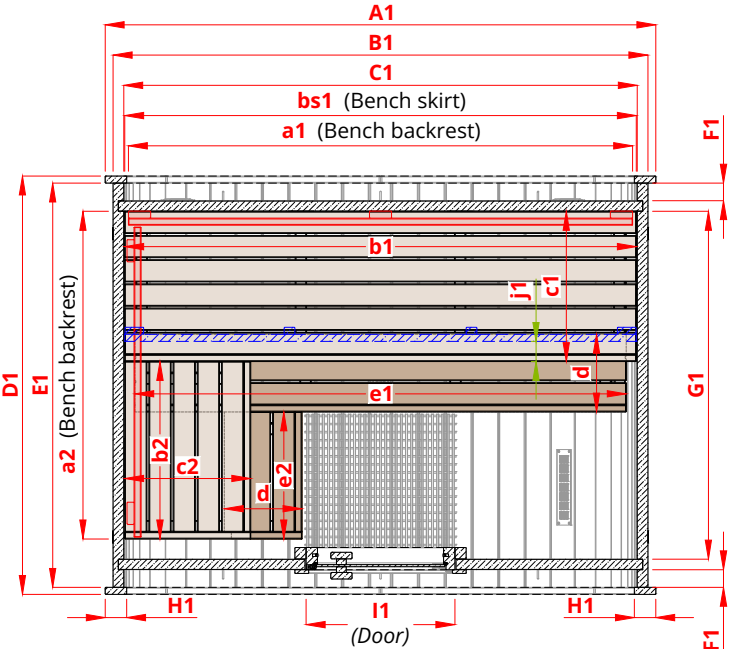 A1
B1
C1
bs1 (Bench skirt)
a1 (Bench backrest)
F1
b1
c1
j1
D1
E1
a2 (Bench backrest)
G1
d
e1
b2
c2
e2
d
H1
I1
H1
(Door)
F1